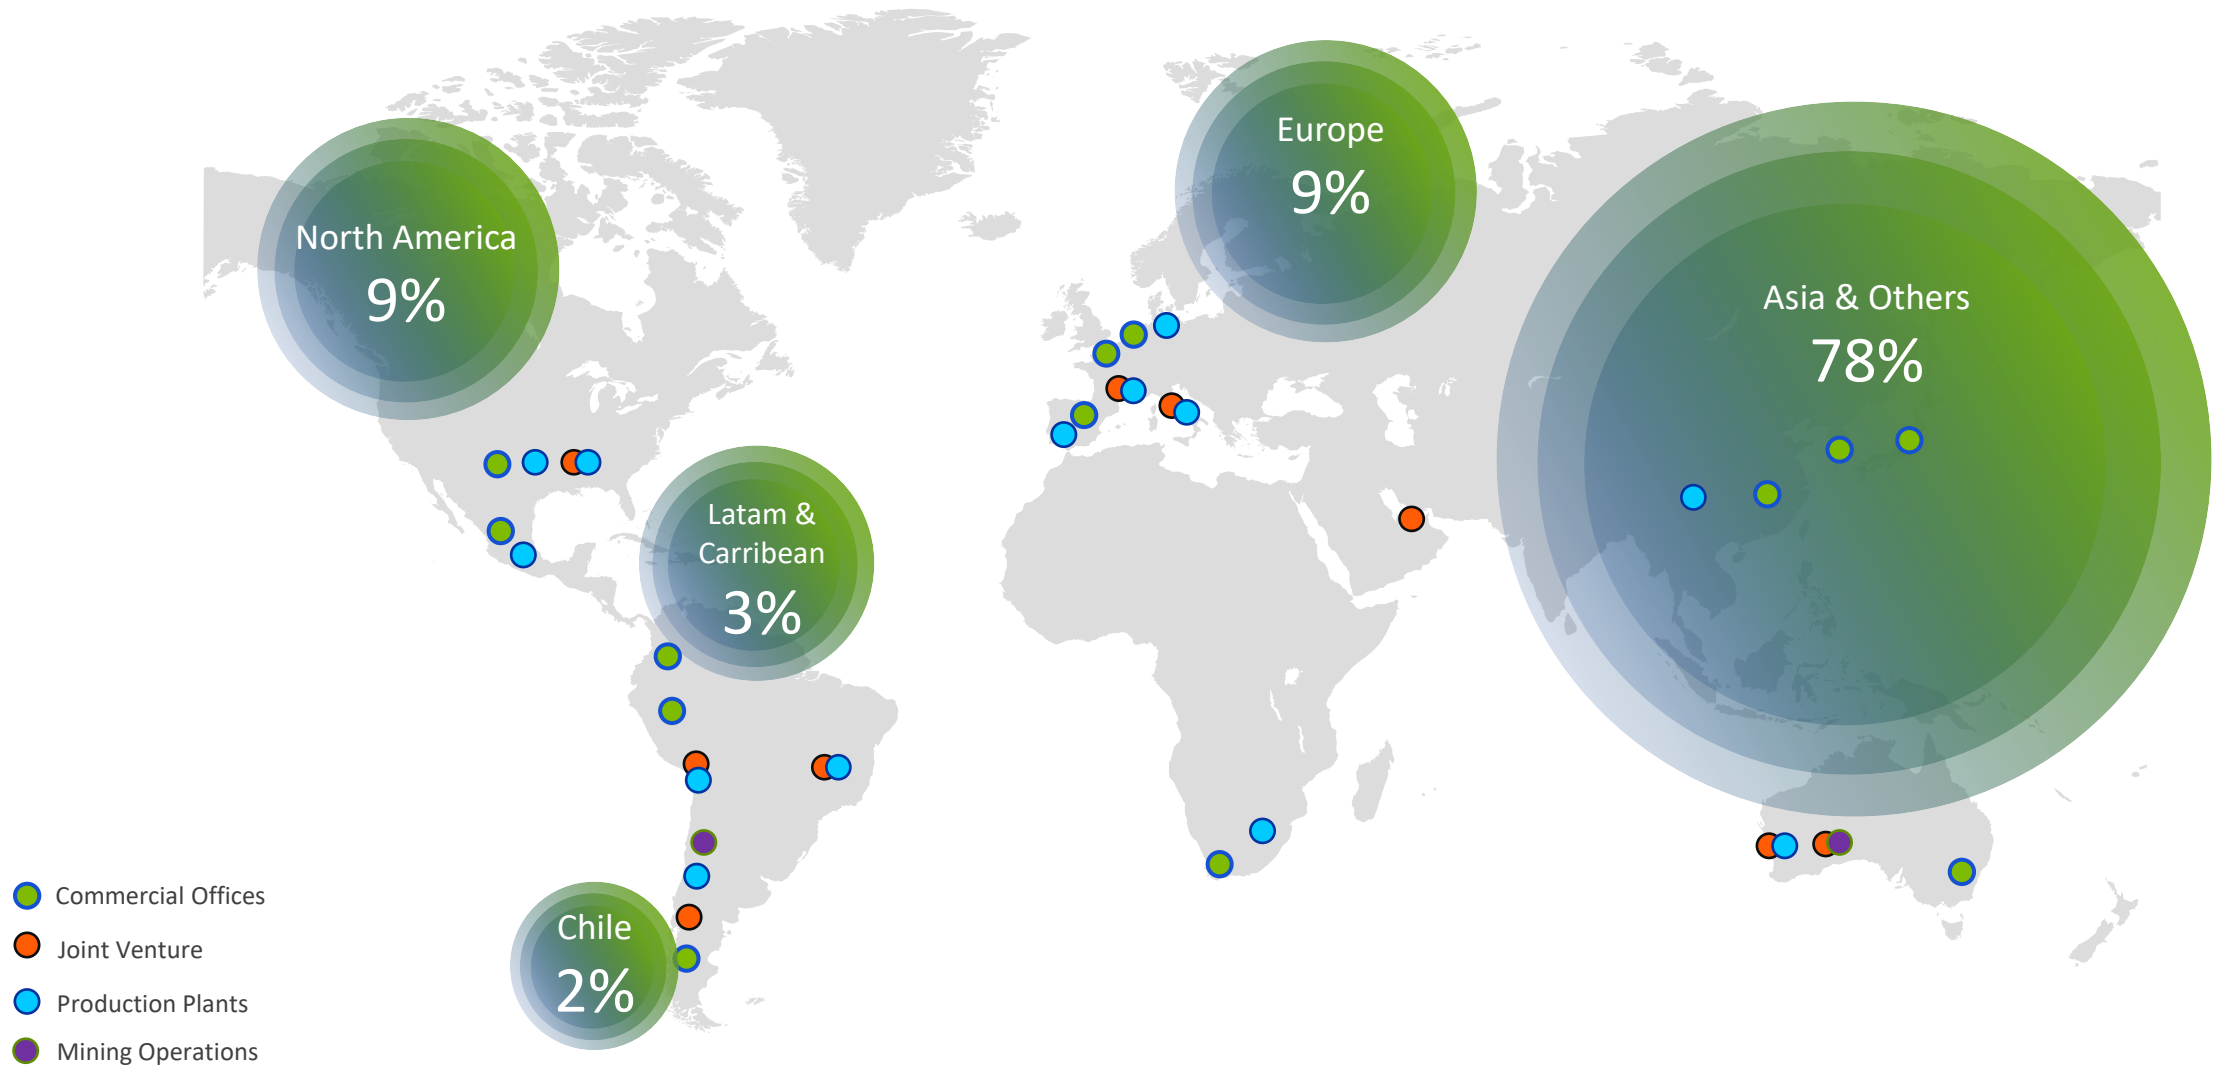 North America
9%
Europe
9%
Asia & Others
78%
Latam &
Carribean
3%
Chile
2%
Commercial Offices
Joint Venture
Production Plants
Mining Operations